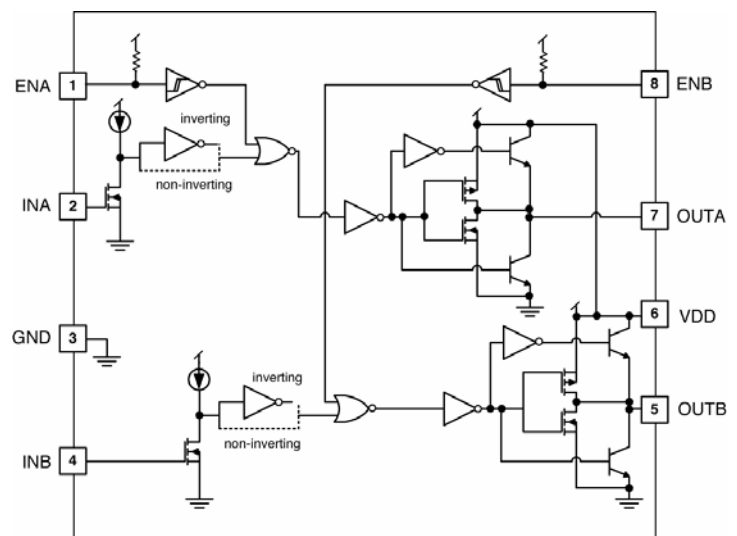 ENA 1
8 ENB
inverting
non-inverting
INA 2
7 OUTA
GND 3
6 VDD
inverting
5 OUTB
non-inverting
INB 4